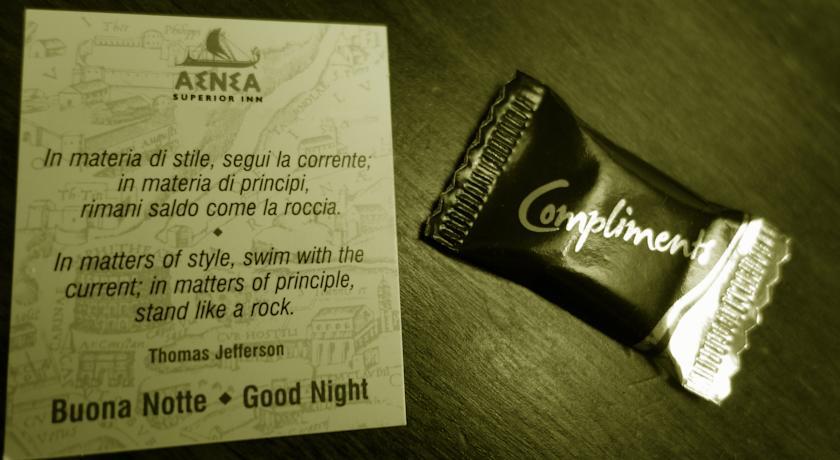 AENEA
SUPERIOR INN
In materia di stile, segui la corrente;
in materia di principi,
rimani saldo come la roccia.
In matters of style, swim with the
current; in matters of principle,
stand like a rock.
Thomas Jefferson
Buona Notte ◆ Good Night
Compliments